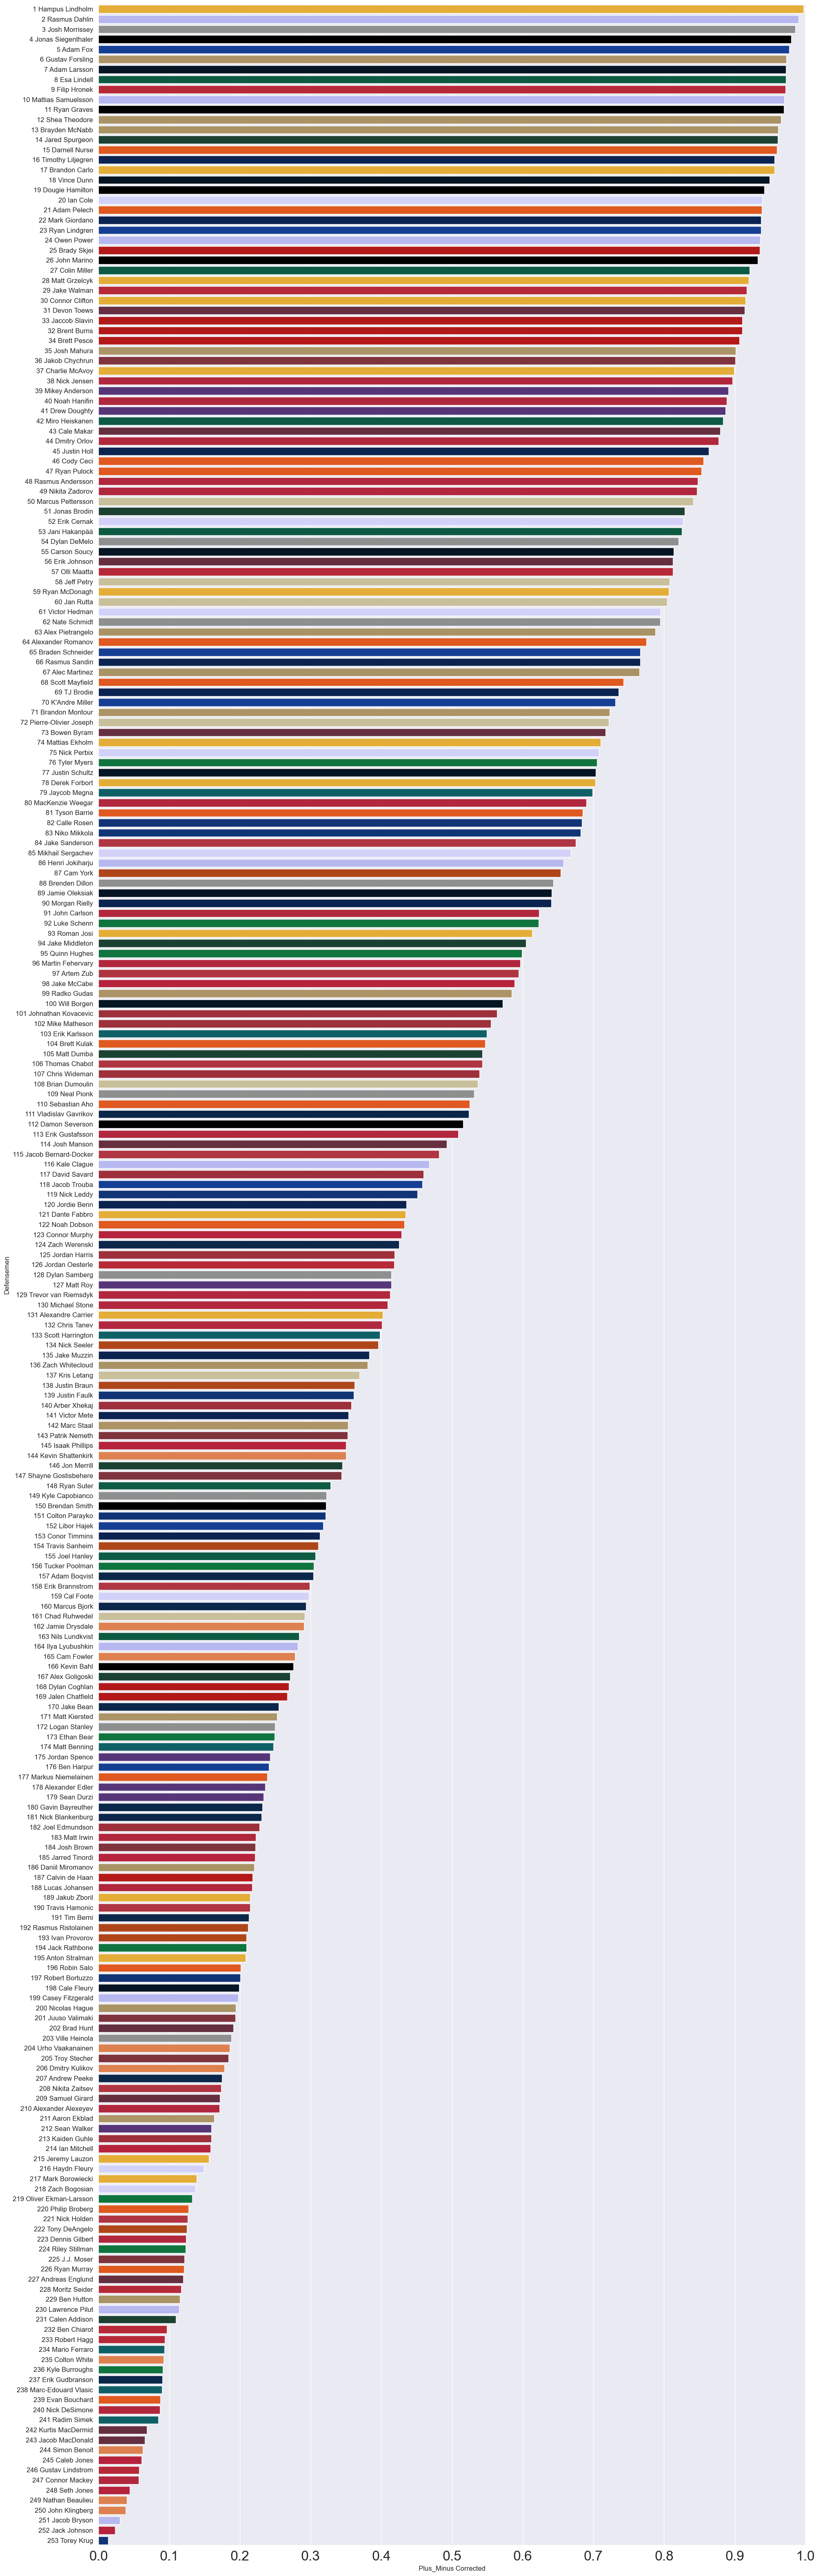 1 Hampus Lindholm
2 Rasmus Dahlin
3 Josh Morrissey
4 Jonas Siegenthaler
5 Adam Fox
6 Gustav Forsling
7 Adam Larsson
8 Esa Lindell
9 Filip Hronek
10 Mattias Samuelsson
11 Ryan Graves
12 Shea Theodore
13 Brayden McNabb
14 Jared Spurgeon
15 Darnell Nurse
16 Timothy Liljegren
17 Brandon Carlo
18 Vince Dunn
19 Dougie Hamilton
20 Ian Cole
21 Adam Pelech
22 Mark Giordano
23 Ryan Lindgren
24 Owen Power
25 Brady Skjei
26 John Marino
27 Colin Miller
28 Matt Grzelcyk
29 Jake Walman
30 Connor Clifton
31 Devon Toews
33 Jaccob Slavin
32 Brent Burns
34 Brett Pesce
35 Josh Mahura
36 Jakob Chychrun
37 Charlie McAvoy
38 Nick Jensen
39 Mikey Anderson
40 Noah Hanifin
41 Drew Doughty
42 Miro Heiskanen
43 Cale Makar
44 Dmitry Orlov
45 Justin Holl
46 Cody Ceci
47 Ryan Pulock
48 Rasmus Andersson
49 Nikita Zadorov
50 Marcus Pettersson
51 Jonas Brodin
52 Erik Cernak
53 Jani Hakanpää
54 Dylan DeMelo
55 Carson Soucy
56 Erik Johnson
57 Olli Maatta
58 Jeff Petry
59 Ryan McDonagh
60 Jan Rutta
61 Victor Hedman
62 Nate Schmidt
63 Alex Pietrangelo
64 Alexander Romanov
65 Braden Schneider
66 Rasmus Sandin
67 Alec Martinez
68 Scott Mayfield
69 TJ Brodie
70 K'Andre Miller
71 Brandon Montour
72 Pierre-Olivier Joseph
73 Bowen Byram
74 Mattias Ekholm
75 Nick Perbix
76 Tyler Myers
77 Justin Schultz
78 Derek Forbort
79 Jaycob Megna
80 MacKenzie Weegar
81 Tyson Barrie
82 Calle Rosen
83 Niko Mikkola
84 Jake Sanderson
85 Mikhail Sergachev
86 Henri Jokiharju
87 Cam York
88 Brenden Dillon
89 Jamie Oleksiak
90 Morgan Rielly
91 John Carlson
92 Luke Schenn
93 Roman Josi
94 Jake Middleton
95 Quinn Hughes
96 Martin Fehervary
97 Artem Zub
98 Jake McCabe
99 Radko Gudas
100 Will Borgen
101 Johnathan Kovacevic
102 Mike Matheson
103 Erik Karlsson
104 Brett Kulak
105 Matt Dumba
106 Thomas Chabot
107 Chris Wideman
108 Brian Dumoulin
109 Neal Pionk
110 Sebastian Aho
111 Vladislav Gavrikov
112 Damon Severson
113 Erik Gustafsson
114 Josh Manson
115 Jacob Bernard-Docker
116 Kale Clague
117 David Savard
118 Jacob Trouba
119 Nick Leddy
120 Jordie Benn
121 Dante Fabbro
122 Noah Dobson
123 Connor Murphy
124 Zach Werenski
125 Jordan Harris
126 Jordan Oesterle
128 Dylan Samberg
127 Matt Roy
129 Trevor van Riemsdyk
130 Michael Stone
131 Alexandre Carrier
132 Chris Tanev
133 Scott Harrington
134 Nick Seeler
135 Jake Muzzin
136 Zach Whitecloud
137 Kris Letang
138 Justin Braun
139 Justin Faulk
140 Arber Xhekaj
141 Victor Mete
142 Marc Staal
143 Patrik Nemeth
145 Isaak Phillips
144 Kevin Shattenkirk
146 Jon Merrill
147 Shayne Gostisbehere
148 Ryan Suter
149 Kyle Capobianco
150 Brendan Smith
151 Colton Parayko
152 Libor Hajek
153 Conor Timmins
154 Travis Sanheim
155 Joel Hanley
156 Tucker Poolman
157 Adam Boqvist
158 Erik Brannstrom
159 Cal Foote
160 Marcus Bjork
161 Chad Ruhwedel
162 Jamie Drysdale
163 Nils Lundkvist
164 Ilya Lyubushkin
165 Cam Fowler
166 Kevin Bahl
167 Alex Goligoski
168 Dylan Coghlan
169 Jalen Chatfield
170 Jake Bean
171 Matt Kiersted
172 Logan Stanley
173 Ethan Bear
174 Matt Benning
175 Jordan Spence
176 Ben Harpur
177 Markus Niemelainen
178 Alexander Edler
179 Sean Durzi
180 Gavin Bayreuther
181 Nick Blankenburg
182 Joel Edmundson
183 Matt Irwin
184 Josh Brown
185 Jarred Tinordi
186 Daniil Miromanov
187 Calvin de Haan
188 Lucas Johansen
189 Jakub Zboril
190 Travis Hamonic
191 Tim Berni
192 Rasmus Ristolainen
193 Ivan Provorov
194 Jack Rathbone
195 Anton Stralman
196 Robin Salo
197 Robert Bortuzzo
198 Cale Fleury
199 Casey Fitzgerald
200 Nicolas Hague
201 Juuso Valimaki
202 Brad Hunt
203 Ville Heinola
204 Urho Vaakanainen
205 Troy Stecher
206 Dmitry Kulikov
207 Andrew Peeke
208 Nikita Zaitsev
209 Samuel Girard
210 Alexander Alexeyev
211 Aaron Ekblad
212 Sean Walker
213 Kaiden Guhle
214 Ian Mitchell
215 Jeremy Lauzon
216 Haydn Fleury
217 Mark Borowiecki
218 Zach Bogosian
219 Oliver Ekman-Larsson
220 Philip Broberg
221 Nick Holden
222 Tony DeAngelo
223 Dennis Gilbert
224 Riley Stillman
225 J.J. Moser
226 Ryan Murray
227 Andreas Englund
228 Moritz Seider
229 Ben Hutton
230 Lawrence Pilut
231 Calen Addison
232 Ben Chiarot
233 Robert Hagg
234 Mario Ferraro
235 Colton White
236 Kyle Burroughs
237 Erik Gudbranson
238 Marc-Edouard Vlasic
239 Evan Bouchard
240 Nick DeSimone
241 Radim Simek
242 Kurtis MacDermid
243 Jacob MacDonald
244 Simon Benoit
245 Caleb Jones
246 Gustav Lindstrom
247 Connor Mackey
248 Seth Jones
249 Nathan Beaulieu
250 John Klingberg
251 Jacob Bryson
252 Jack Johnson
253 Torey Krug
Defensemen
0.0 0.1 0.2 0.3 0.4 0.5 0.6 0.7 0.8 0.9 1.0
Plus_Minus Corrected